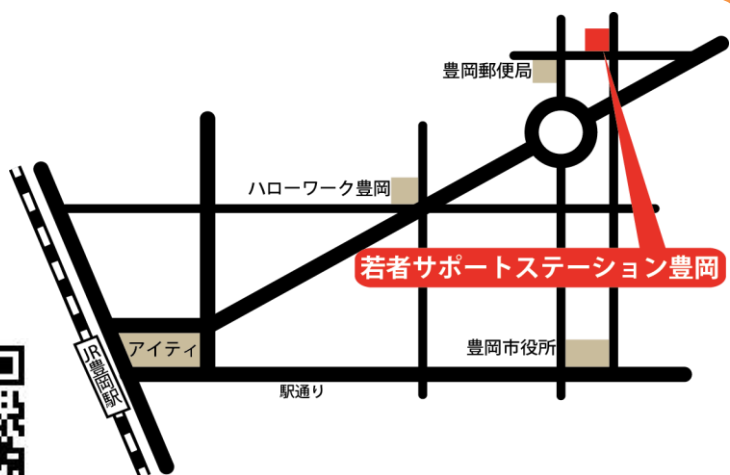 豊岡郵便局
ハローワーク豊岡
若者サポートステーション豊岡
アイティ
豊岡市役所
JR豊岡駅
駅通り